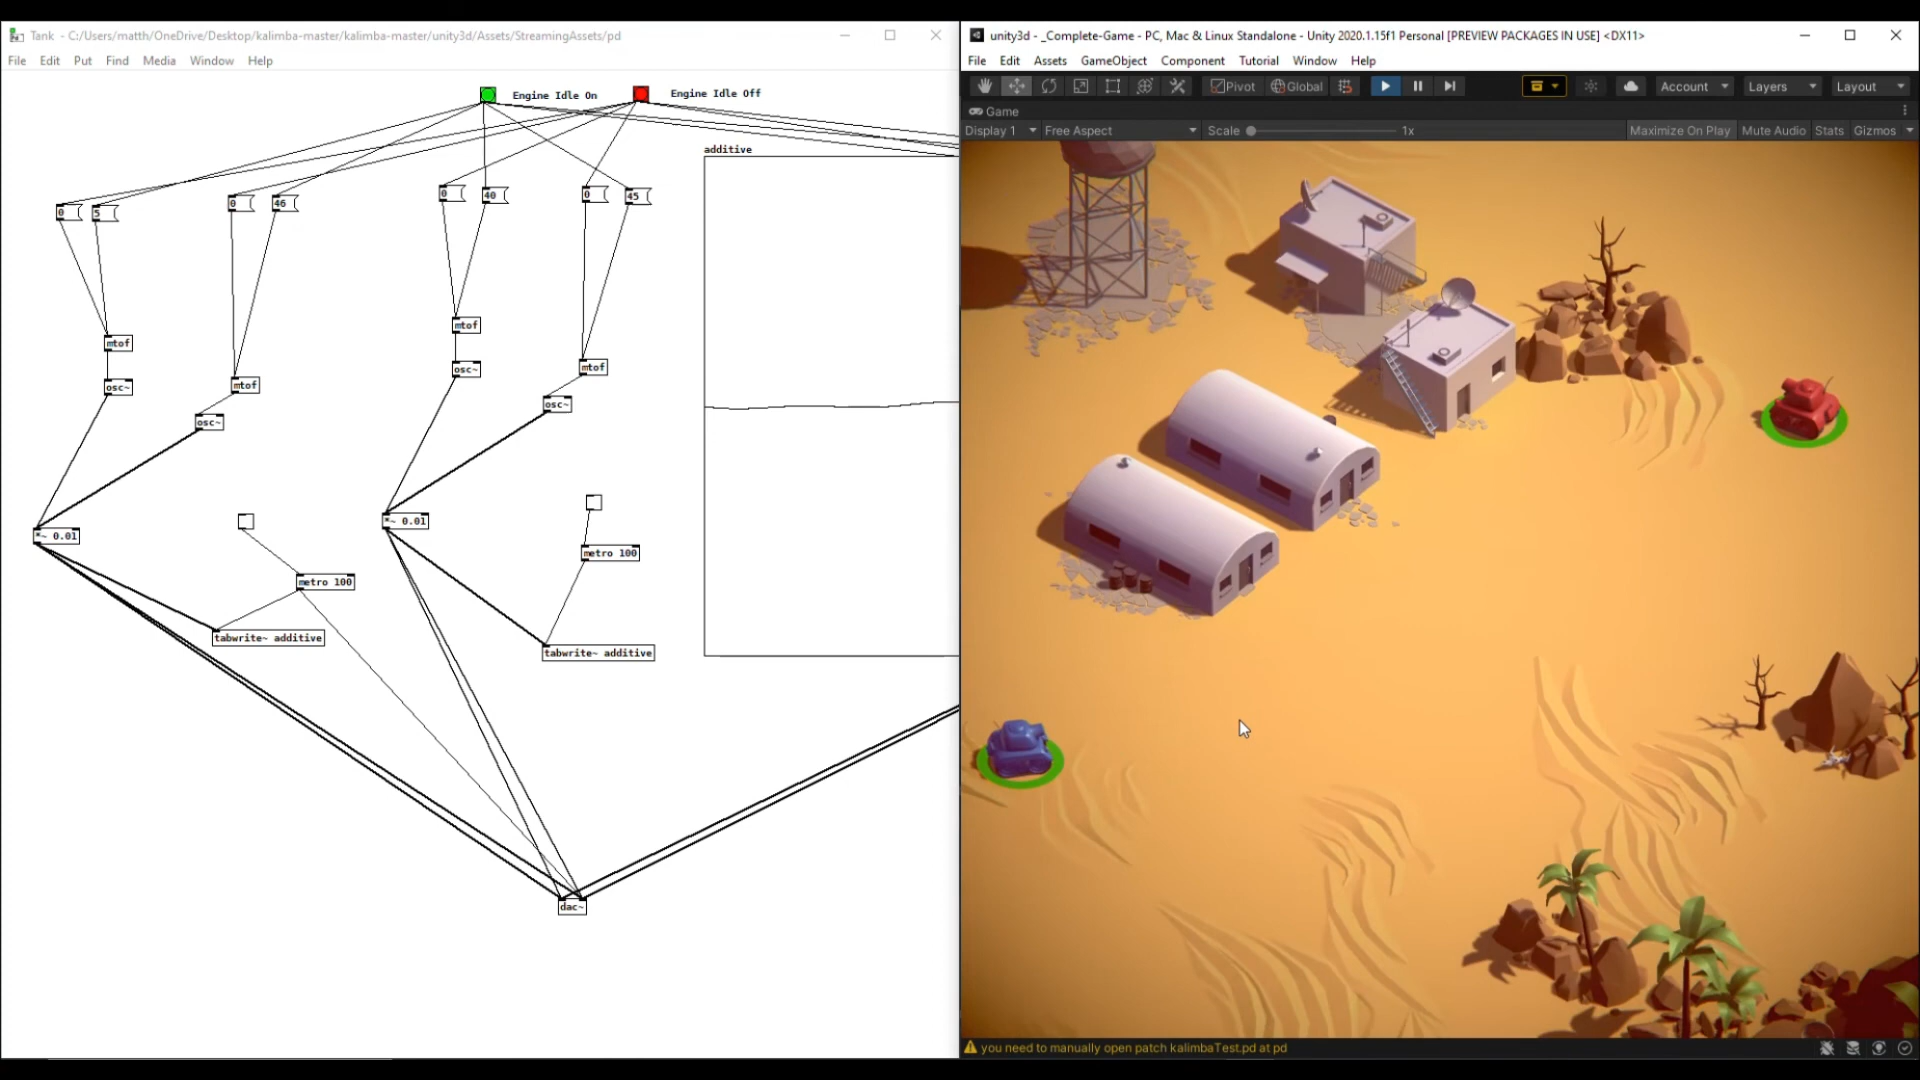 Tank - C:/Users/matth/OneDrive/Desktop/kalimba-master/kalimba-master/unity3d/Assets/StreamingAssets/pd
File Edit Put Find Media Window Help
Engine Idle On
Engine Idle Off
additive
0 5 0 46 0 40 0 45
mtof
osc~
mtof
osc~
mtof
osc~
mtof
osc~
*~ 0.01
*~ 0.01
metro 100
metro 100
tabwrite~ additive
tabwrite~ additive
dac~
unity3d - _Complete-Game - PC, Mac & Linux Standalone - Unity 2020.1.15f1 Personal [PREVIEW PACKAGES IN USE] <DX11>
File Edit Assets GameObject Component Tutorial Window Help
Pivot Global Account Layers Layout
Game
Display 1 Free Aspect Scale 1x Maximize On Play Mute Audio Stats Gizmos
you need to manually open patch kalimbaTest.pd at pd